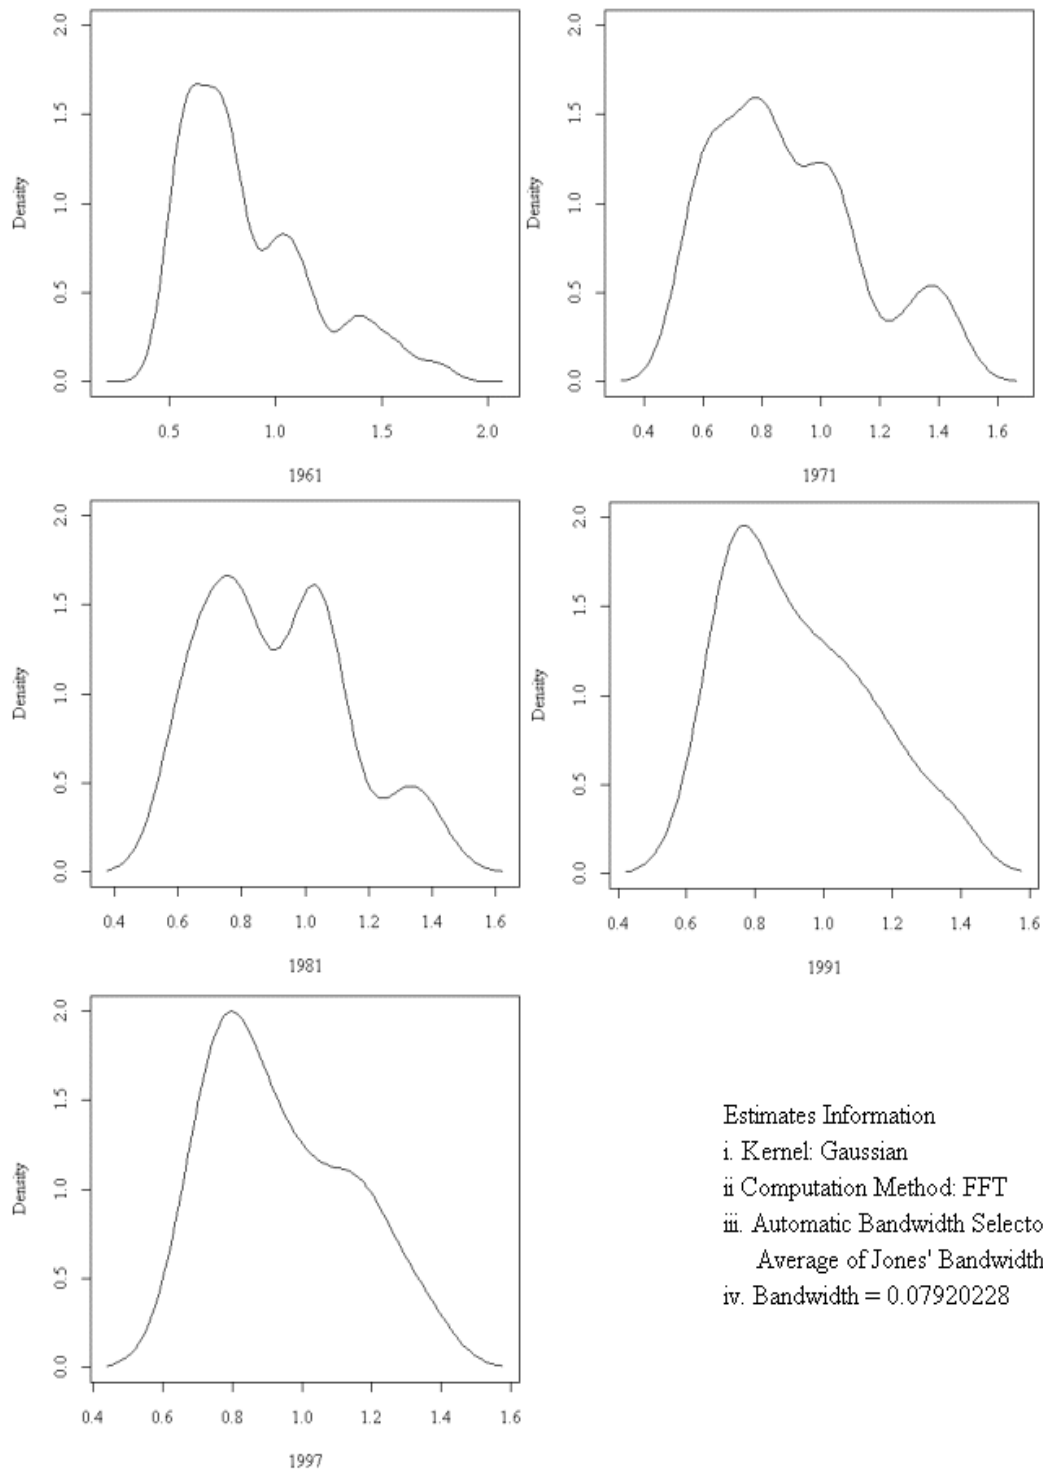 2.0
1.5
1.0
0.5
0.0
Density
0.5 1.0 1.5 2.0
1961
2.0
1.5
1.0
0.5
0.0
Density
0.4 0.6 0.8 1.0 1.2 1.4 1.6
1971
2.0
1.5
1.0
0.5
0.0
Density
0.4 0.6 0.8 1.0 1.2 1.4 1.6
1981
2.0
1.5
1.0
0.5
0.0
Density
0.4 0.6 0.8 1.0 1.2 1.4 1.6
1991
2.0
1.5
1.0
0.5
0.0
Density
0.4 0.6 0.8 1.0 1.2 1.4 1.6
1997
Estimates Information
i. Kernel: Gaussian
ii Computation Method: FFT
iii. Automatic Bandwidth Selecto
Average of Jones' Bandwidth
iv. Bandwidth = 0.07920228